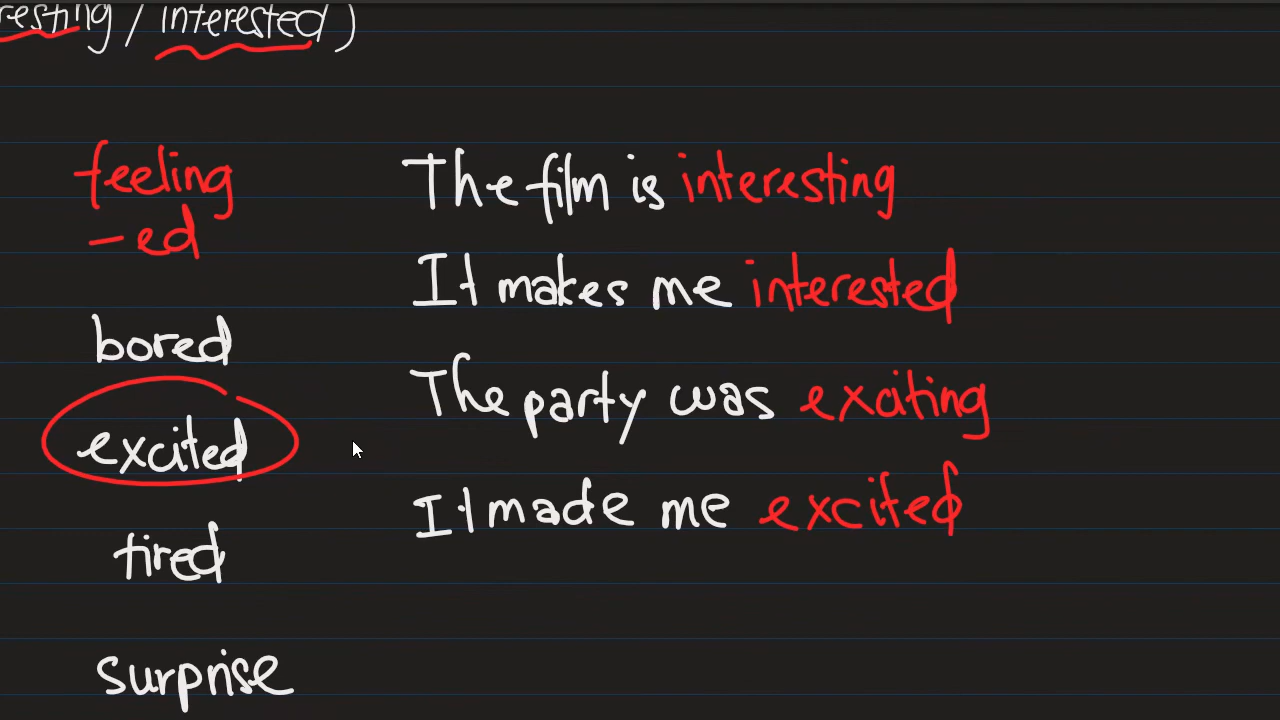 resting / interested )
feeling
-ed
bored
excited
tired
surprise
The film is interesting
It makes me interested
The party was exciting
It made me excited